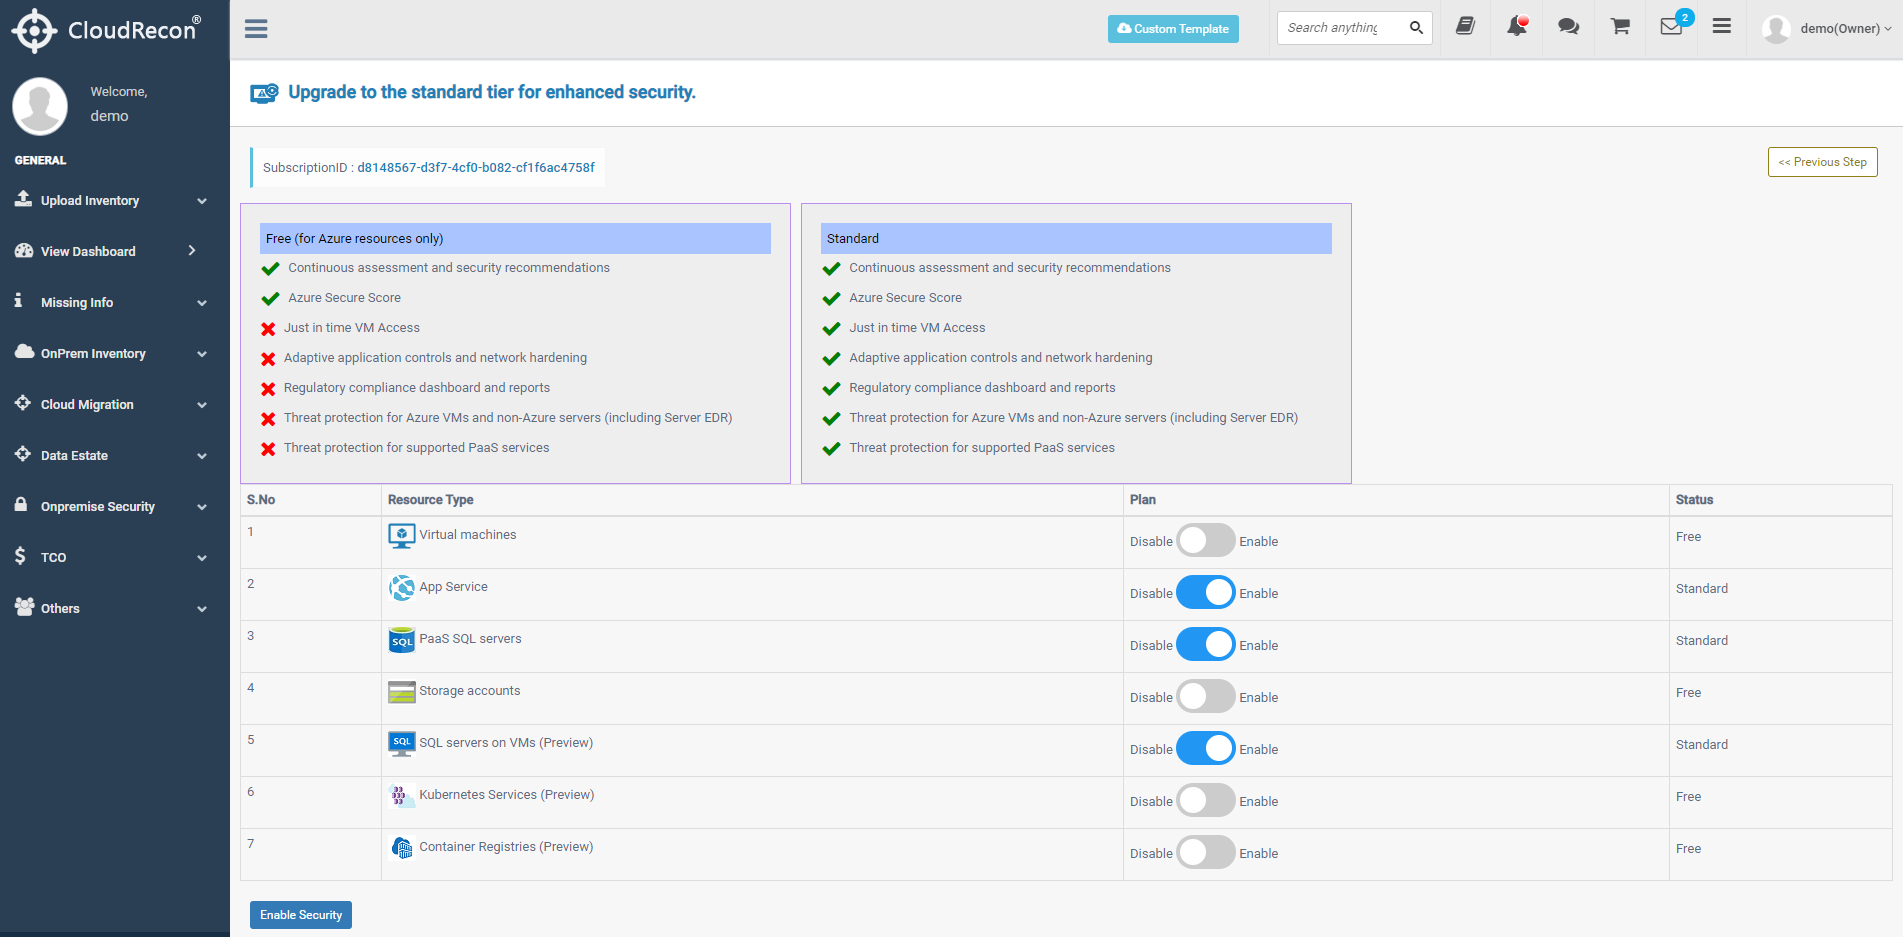 CloudRecon®
Custom Template
Search anything
2
demo(Owner)
Welcome,
demo
GENERAL
Upload Inventory
View Dashboard
Missing Info
OnPrem Inventory
Cloud Migration
Data Estate
Onpremise Security
TCO
Others
Upgrade to the standard tier for enhanced security.
SubscriptionID : d8148567-d3f7-4cf0-b082-cf1f6ac4758f
<< Previous Step
Free (for Azure resources only)
Continuous assessment and security recommendations
Azure Secure Score
Just in time VM Access
Adaptive application controls and network hardening
Regulatory compliance dashboard and reports
Threat protection for Azure VMs and non-Azure servers (including Server EDR)
Threat protection for supported PaaS services
Standard
Continuous assessment and security recommendations
Azure Secure Score
Just in time VM Access
Adaptive application controls and network hardening
Regulatory compliance dashboard and reports
Threat protection for Azure VMs and non-Azure servers (including Server EDR)
Threat protection for supported PaaS services
S.No Resource Type Plan Status
1 Virtual machines Disable Enable Free
2 App Service Disable Enable Standard
3 SQL PaaS SQL servers Disable Enable Standard
4 Storage accounts Disable Enable Free
5 SQL SQL servers on VMs (Preview) Disable Enable Standard
6 Kubernetes Services (Preview) Disable Enable Free
7 Container Registries (Preview) Disable Enable Free
Enable Security